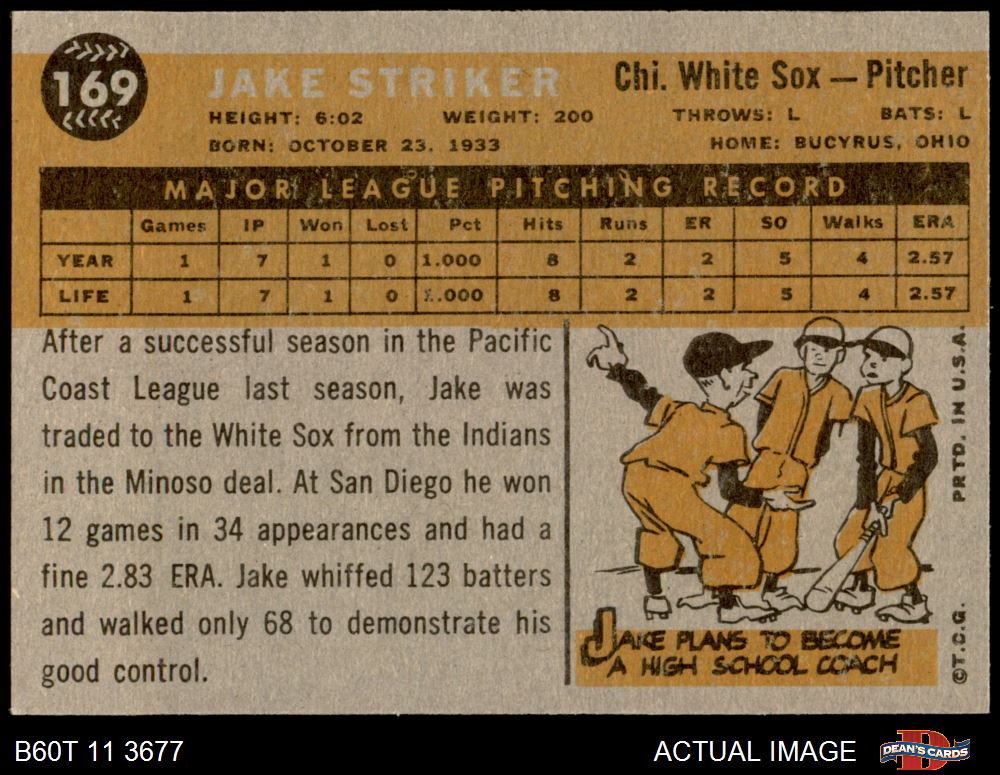 169
JAKE STRIKER
Chi. White Sox — Pitcher
HEIGHT: 6:02 WEIGHT: 200 THROWS: L BATS: L
BORN: OCTOBER 23, 1933 HOME: BUCYRUS, OHIO
MAJOR LEAGUE PITCHING RECORD
Games IP Won Lost Pct Hits Runs ER SO Walks ERA
YEAR 1 7 1 0 1.000 8 2 2 5 4 2.57
LIFE 1 7 1 0 1.000 8 2 2 5 4 2.57
After a successful season in the Pacific
Coast League last season, Jake was
traded to the White Sox from the Indians
in the Minoso deal. At San Diego he won
12 games in 34 appearances and had a
fine 2.83 ERA. Jake whiffed 123 batters
and walked only 68 to demonstrate his
good control.
JAKE PLANS TO BECOME
A HIGH SCHOOL COACH
©T.C.G. PRTD. IN U.S.A.
B60T 11 3677 ACTUAL IMAGE
D
DEAN'S CARDS